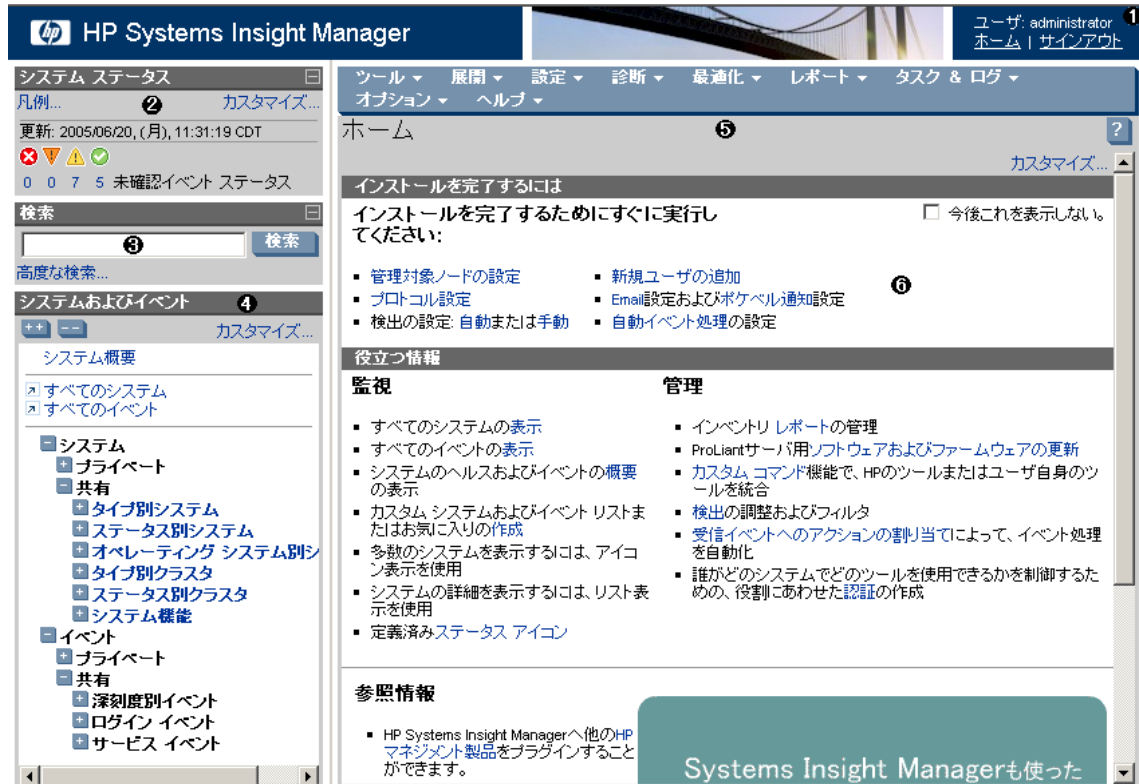 hp HP Systems Insight Manager
ユーザ: administrator ❶
ホーム | サインアウト
システム ステータス
凡例... ❷ カスタマイズ...
更新: 2005/06/20, (月), 11:31:19 CDT
0 0 7 5 未確認イベント ステータス
検索
❸ 検索
高度な検索...
システムおよびイベント ❹
++ -- カスタマイズ...
システム概要
すべてのシステム
すべてのイベント
システム
プライベート
共有
タイプ別システム
ステータス別システム
オペレーティング システム別シ
タイプ別クラスタ
ステータス別クラスタ
システム機能
イベント
プライベート
共有
深刻度別イベント
ログイン イベント
サービス イベント
ツール 展開 設定 診断 最適化 レポート タスク & ログ
オプション ヘルプ
ホーム ❺ ?
カスタマイズ...
インストールを完了するには
インストールを完了するためにすぐに実行し
てください:
今後これを表示しない。
▪ 管理対象ノードの設定
▪ プロトコル設定
▪ 検出の設定: 自動または手動
▪ 新規ユーザの追加
▪ Email設定およびポケベル通知設定
▪ 自動イベント処理の設定
❻
役立つ情報
監視
▪ すべてのシステムの表示
▪ すべてのイベントの表示
▪ システムのヘルスおよびイベントの概要
の表示
▪ カスタム システムおよびイベント リストま
たはお気に入りの作成
▪ 多数のシステムを表示するには、アイコ
ン表示を使用
▪ システムの詳細を表示するには、リスト表
示を使用
▪ 定義済みステータス アイコン
管理
▪ インベントリ レポートの管理
▪ ProLiantサーバ用ソフトウェアおよびファームウェアの更新
▪ カスタム コマンド機能で、HPのツールまたはユーザ自身のツ
ールを統合
▪ 検出の調整およびフィルタ
▪ 受信イベントへのアクションの割り当てによって、イベント処理
を自動化
▪ 誰がどのシステムでどのツールを使用できるかを制御するた
めの、役割にあわせた認証の作成
参照情報
▪ HP Systems Insight Managerへ他のHP
マネジメント製品をプラグインすること
ができます。
Systems Insight Managerも使った